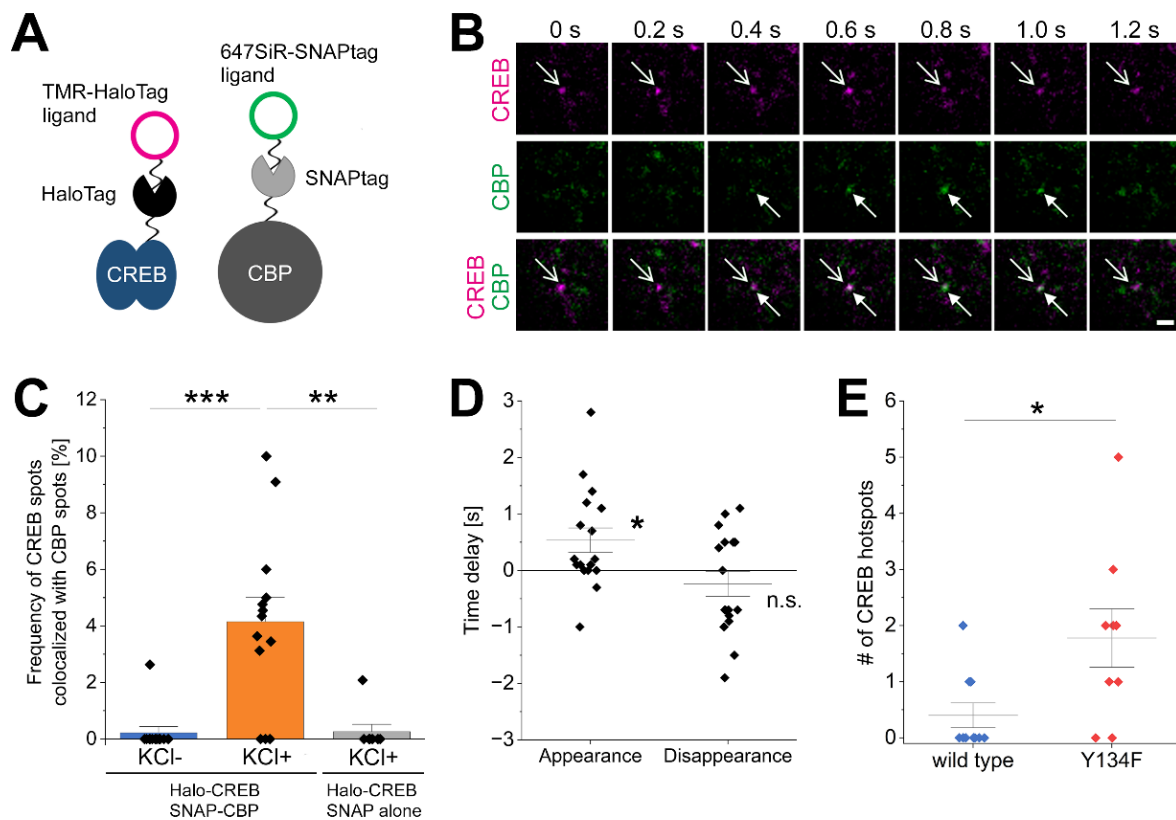 A
647SiR-SNAPtag
ligand
TMR-HaloTag
ligand
HaloTag
SNAPtag
CREB
CBP
B
0 s 0.2 s 0.4 s 0.6 s 0.8 s 1.0 s 1.2 s
CREB
CBP
CREB
CBP
C
Frequency of CREB spots
colocalized with CBP spots [%]
12
10
8
6
4
2
0
*** **
KCl- KCl+ KCl+
Halo-CREB
SNAP-CBP
Halo-CREB
SNAP alone
D
Time delay [s]
3
2
1
0
−1
−2
−3
*
n.s.
Appearance Disappearance
E
# of CREB hotspots
6
5
4
3
2
1
0
*
wild type Y134F